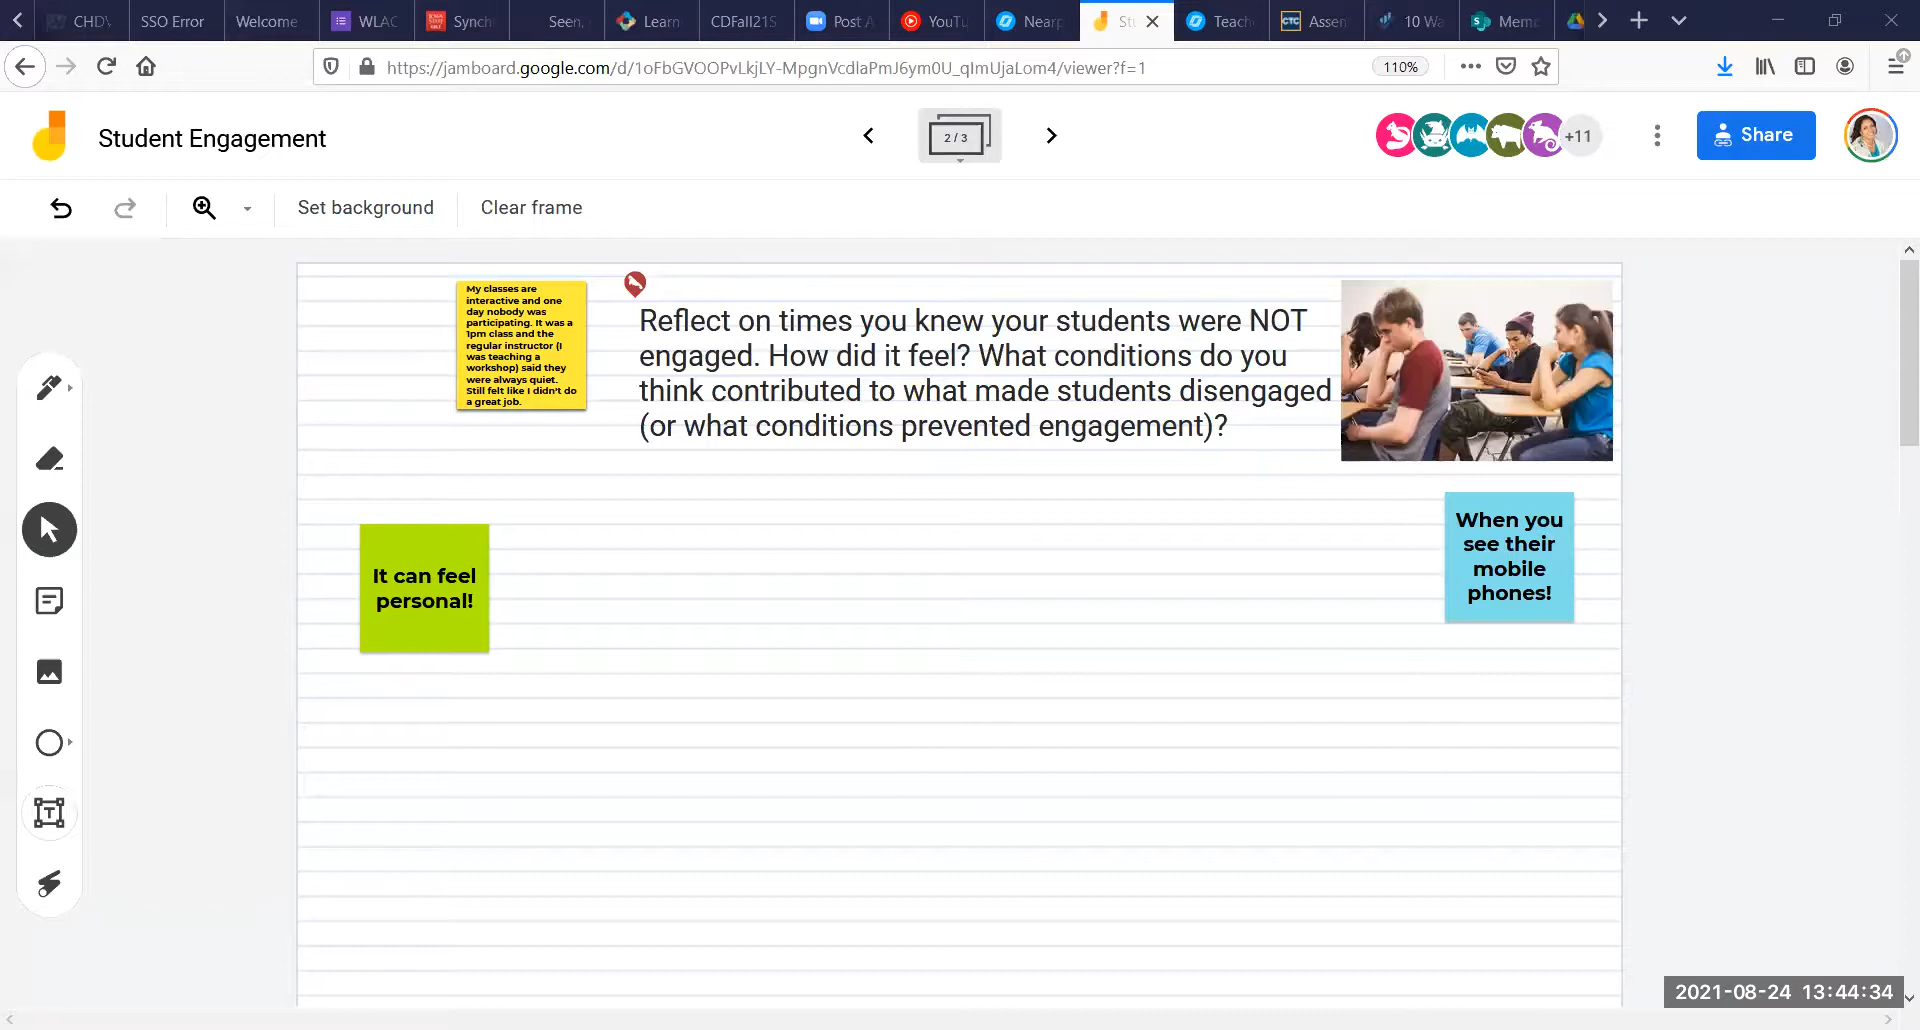 CHDV
SSO Error
Welcome
WLAC
Synch
Seen,
Learn
CDFall21S
Post A
YouTu
Nearp
Stu
Teach
CTC
Assen
10 Wa
S
Memo
https://jamboard.google.com/d/1oFbGVOOPvLkjLY-MpgnVcdlaPmJ6ym0U_qImUjaLom4/viewer?f=1
110%
Student Engagement
2 / 3
+11
Share
Set background
Clear frame
My classes are
interactive and one
day nobody was
participating. It was a
1pm class and the
regular instructor (I
was teaching a
workshop) said they
were always quiet.
Still felt like I didn't do
a great job.
Reflect on times you knew your students were NOT
engaged. How did it feel? What conditions do you
think contributed to what made students disengaged
(or what conditions prevented engagement)?
It can feel
personal!
When you
see their
mobile
phones!
T
2021-08-24 13:44:34